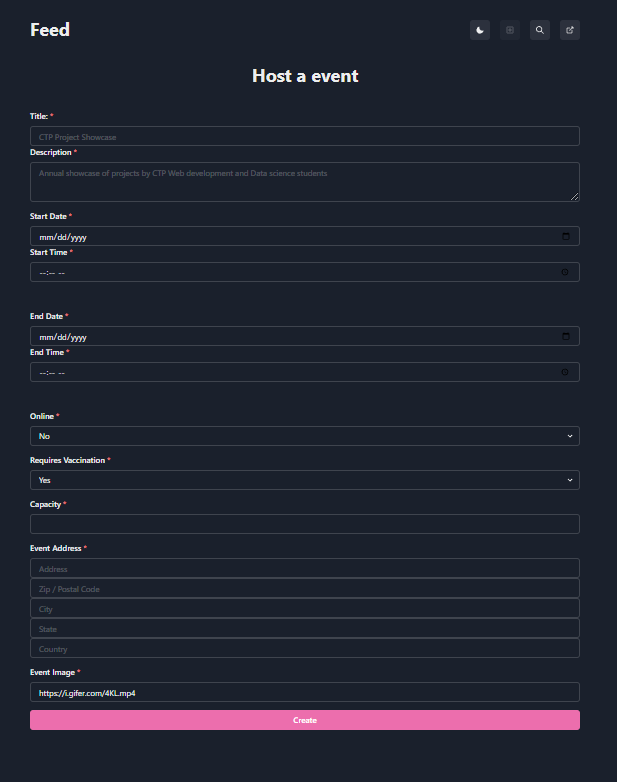 Feed
Host a event
Title: *
CTP Project Showcase
Description *
Annual showcase of projects by CTP Web development and Data science students
Start Date *
mm/dd/yyyy
Start Time *
--:-- --
End Date *
mm/dd/yyyy
End Time *
--:-- --
Online *
No
Requires Vaccination *
Yes
Capacity *
Event Address *
Address
Zip / Postal Code
City
State
Country
Event Image *
https://i.gifer.com/4KL.mp4
Create